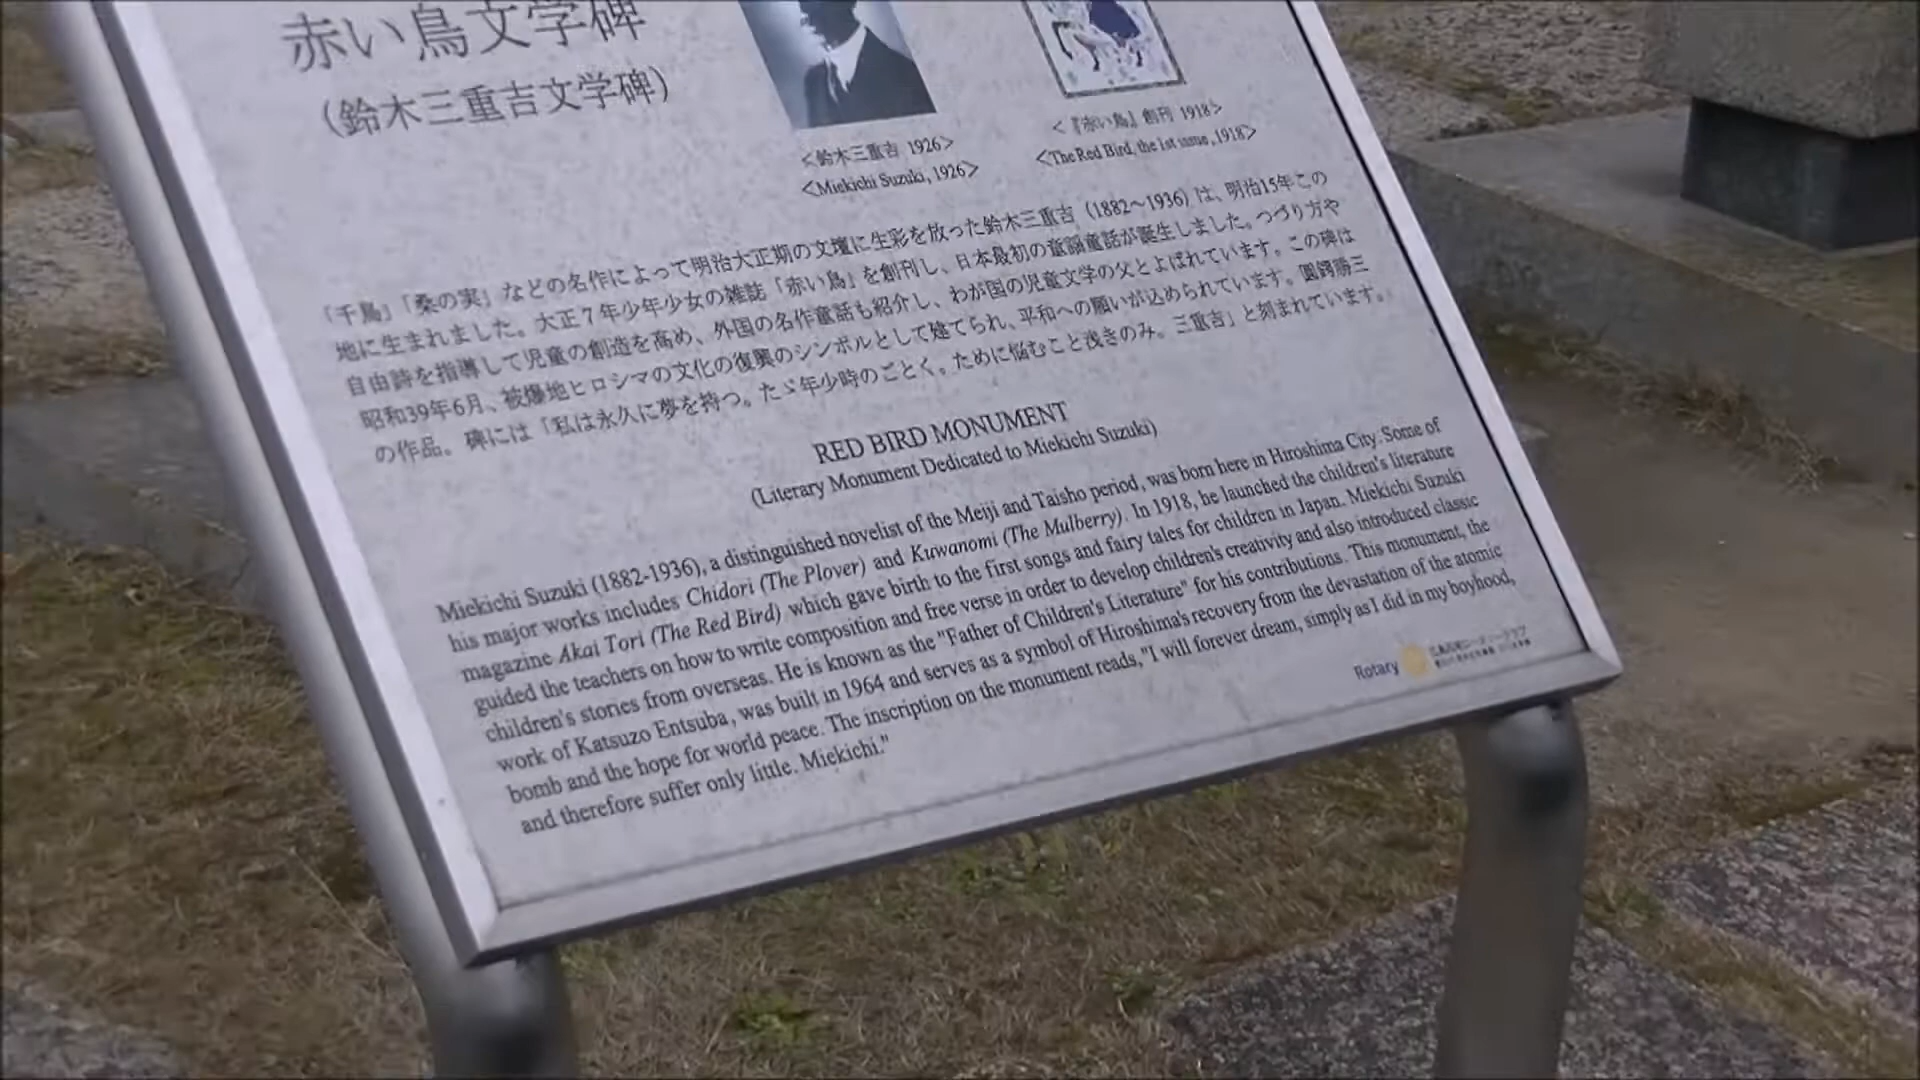 赤い鳥文学碑
（鈴木三重吉文学碑）
＜鈴木三重吉 1926＞
＜Miekichi Suzuki, 1926＞
＜『赤い鳥』創刊 1918＞
＜The Red Bird, the 1st issue, 1918＞
「千鳥」「桑の実」などの名作によって明治大正期の文壇に生彩を放った鈴木三重吉（1882～1936）は、明治15年この
地に生まれました。大正7年少年少女の雑誌「赤い鳥」を創刊し、日本最初の童謡童話が誕生しました。つづり方や
自由詩を指導して児童の創造を高め、外国の名作童話も紹介し、わが国の児童文学の父とよばれています。この碑は
昭和39年6月、被爆地ヒロシマの文化の復興のシンボルとして建てられ、平和への願いが込められています。圓鍔勝三
の作品。碑には「私は永久に夢を持つ。たゞ年少時のごとく。ために悩むこと浅きのみ。三重吉」と刻まれています。
RED BIRD MONUMENT
(Literary Monument Dedicated to Miekichi Suzuki)
Miekichi Suzuki (1882-1936), a distinguished novelist of the Meiji and Taisho period, was born here in Hiroshima City. Some of
his major works includes Chidori (The Plover) and Kuwanomi (The Mulberry). In 1918, he launched the children's literature
magazine Akai Tori (The Red Bird) which gave birth to the first songs and fairy tales for children in Japan. Miekichi Suzuki
guided the teachers on how to write composition and free verse in order to develop children's creativity and also introduced classic
children's stories from overseas. He is known as the "Father of Children's Literature" for his contributions. This monument, the
work of Katsuzo Entsuba, was built in 1964 and serves as a symbol of Hiroshima's recovery from the devastation of the atomic
bomb and the hope for world peace. The inscription on the monument reads,"I will forever dream, simply as I did in my boyhood,
and therefore suffer only little. Miekichi."
Rotary